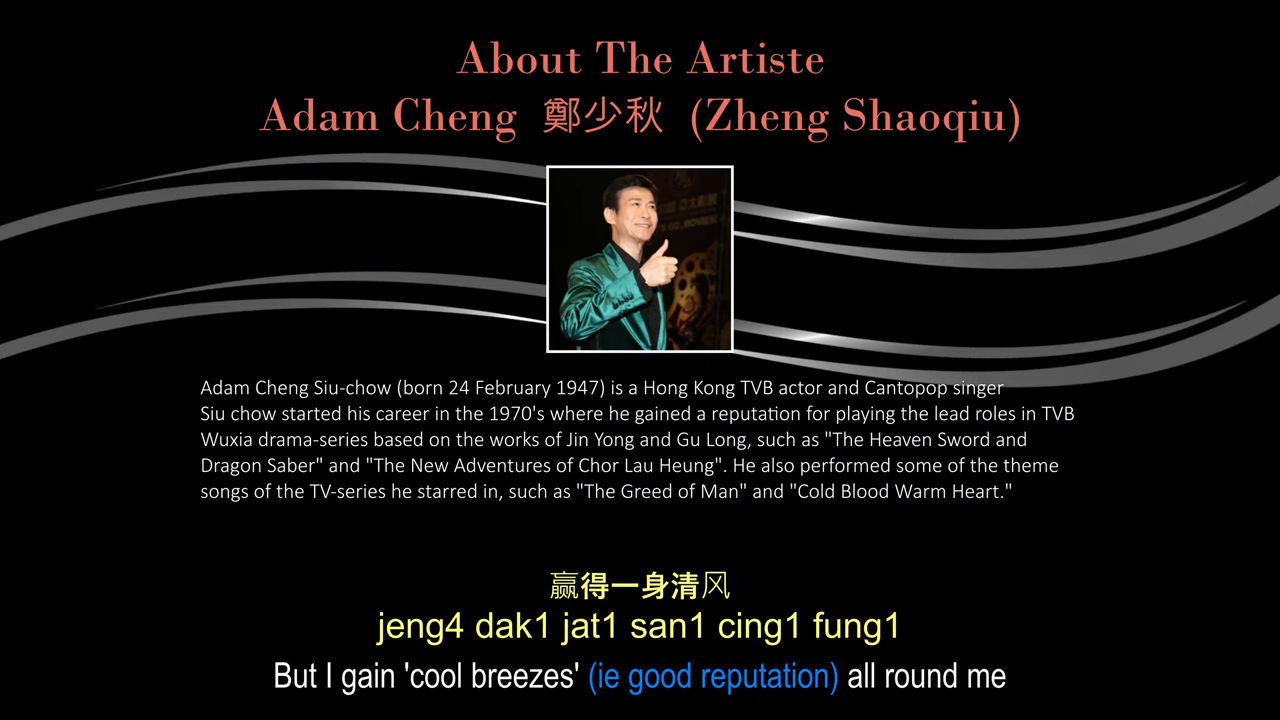 About The Artiste
Adam Cheng 鄭少秋 (Zheng Shaoqiu)
Adam Cheng Siu-chow (born 24 February 1947) is a Hong Kong TVB actor and Cantopop singer
Siu chow started his career in the 1970's where he gained a reputation for playing the lead roles in TVB
Wuxia drama-series based on the works of Jin Yong and Gu Long, such as "The Heaven Sword and
Dragon Saber" and "The New Adventures of Chor Lau Heung". He also performed some of the theme
songs of the TV-series he starred in, such as "The Greed of Man" and "Cold Blood Warm Heart."
赢得一身清风
jeng4 dak1 jat1 san1 cing1 fung1
But I gain 'cool breezes' (ie good reputation) all round me